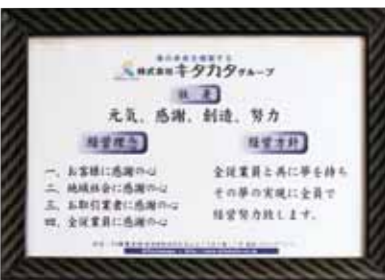 株式会社キタカタグループ
元気、感謝、創造、努力
経営理念
一、お客様に感謝の心
二、地域社会に感謝の心
三、お取引業者に感謝の心
四、全従業員に感謝の心
経営方針
全従業員と共に夢を持ち
その夢の実現に全員で
経営努力致します。